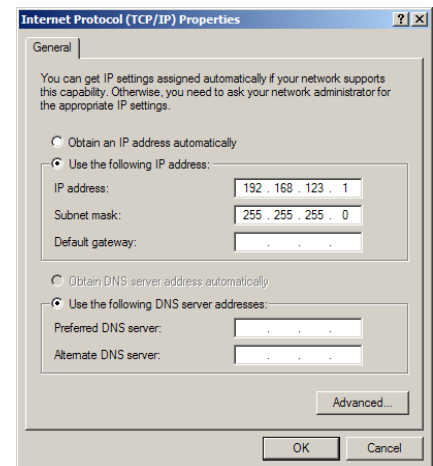 Internet Protocol (TCP/IP) Properties
General
You can get IP settings assigned automatically if your network supports
this capability. Otherwise, you need to ask your network administrator for
the appropriate IP settings.
Obtain an IP address automatically
Use the following IP address:
IP address: 192 . 168 . 123 . 1
Subnet mask: 255 . 255 . 255 . 0
Default gateway: . . .
Obtain DNS server address automatically
Use the following DNS server addresses:
Preferred DNS server: . . .
Alternate DNS server: . . .
Advanced...
OK Cancel